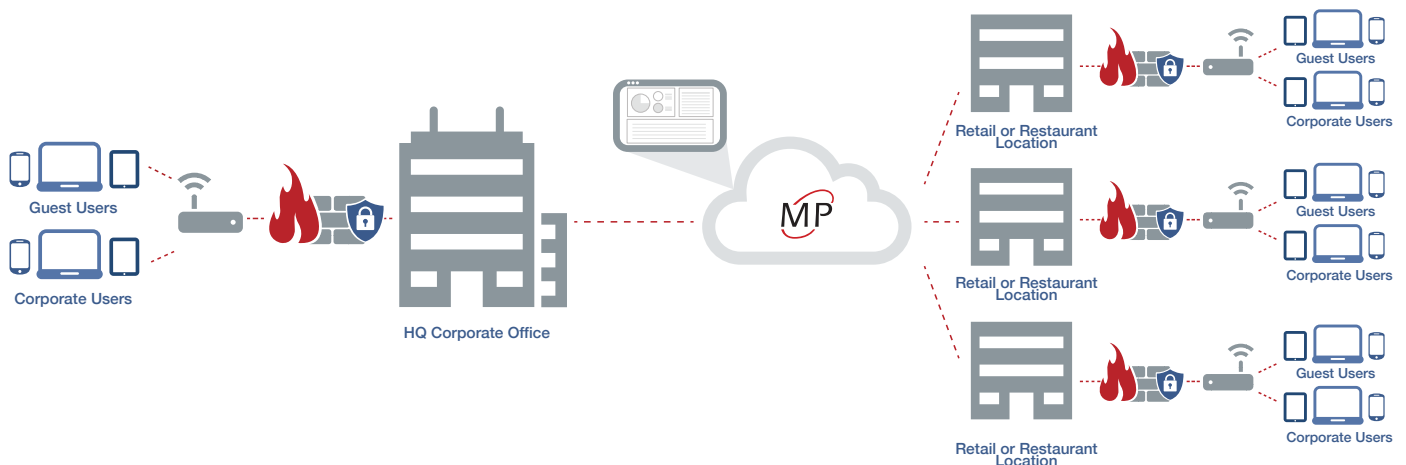 Guest Users
Corporate Users
HQ Corporate Office
MP
Retail or Restaurant
Location
Guest Users
Corporate Users
Retail or Restaurant
Location
Guest Users
Corporate Users
Retail or Restaurant
Location
Guest Users
Corporate Users